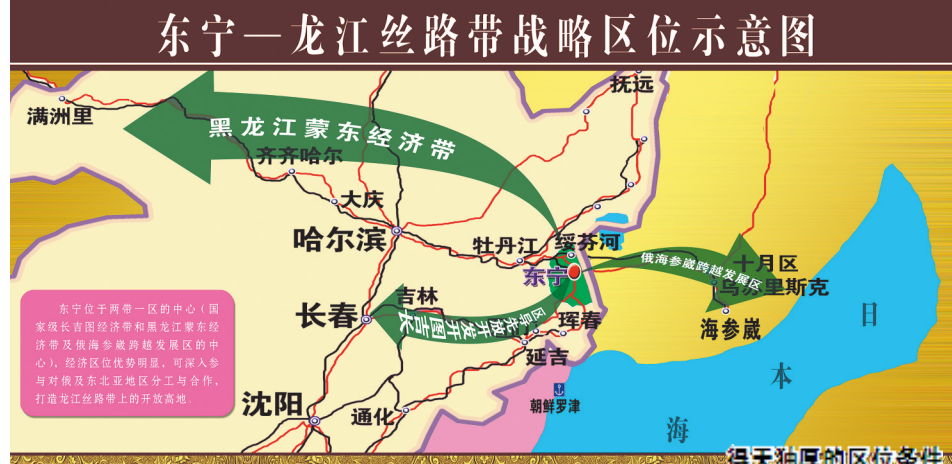 东宁—龙江丝路带战略区位示意图
抚远
满洲里
黑龙江蒙东经济带
齐齐哈尔
大庆
哈尔滨
牡丹江
绥芬河
俄海参崴跨越发展区
十月区
东宁
乌苏里斯克
吉林
长春
长吉图开发开放先导区
珲春
海参崴
日
延吉
本
朝鲜罗津
沈阳
通化
海
东宁位于两带一区的中心（国
家级长吉图经济带和黑龙江蒙东经
济带及俄海参崴跨越发展区的中
心），经济区位优势明显，可深入参
与对俄及东北亚地区分工与合作，
打造龙江丝路带上的开放高地.
得天独厚的区位条件